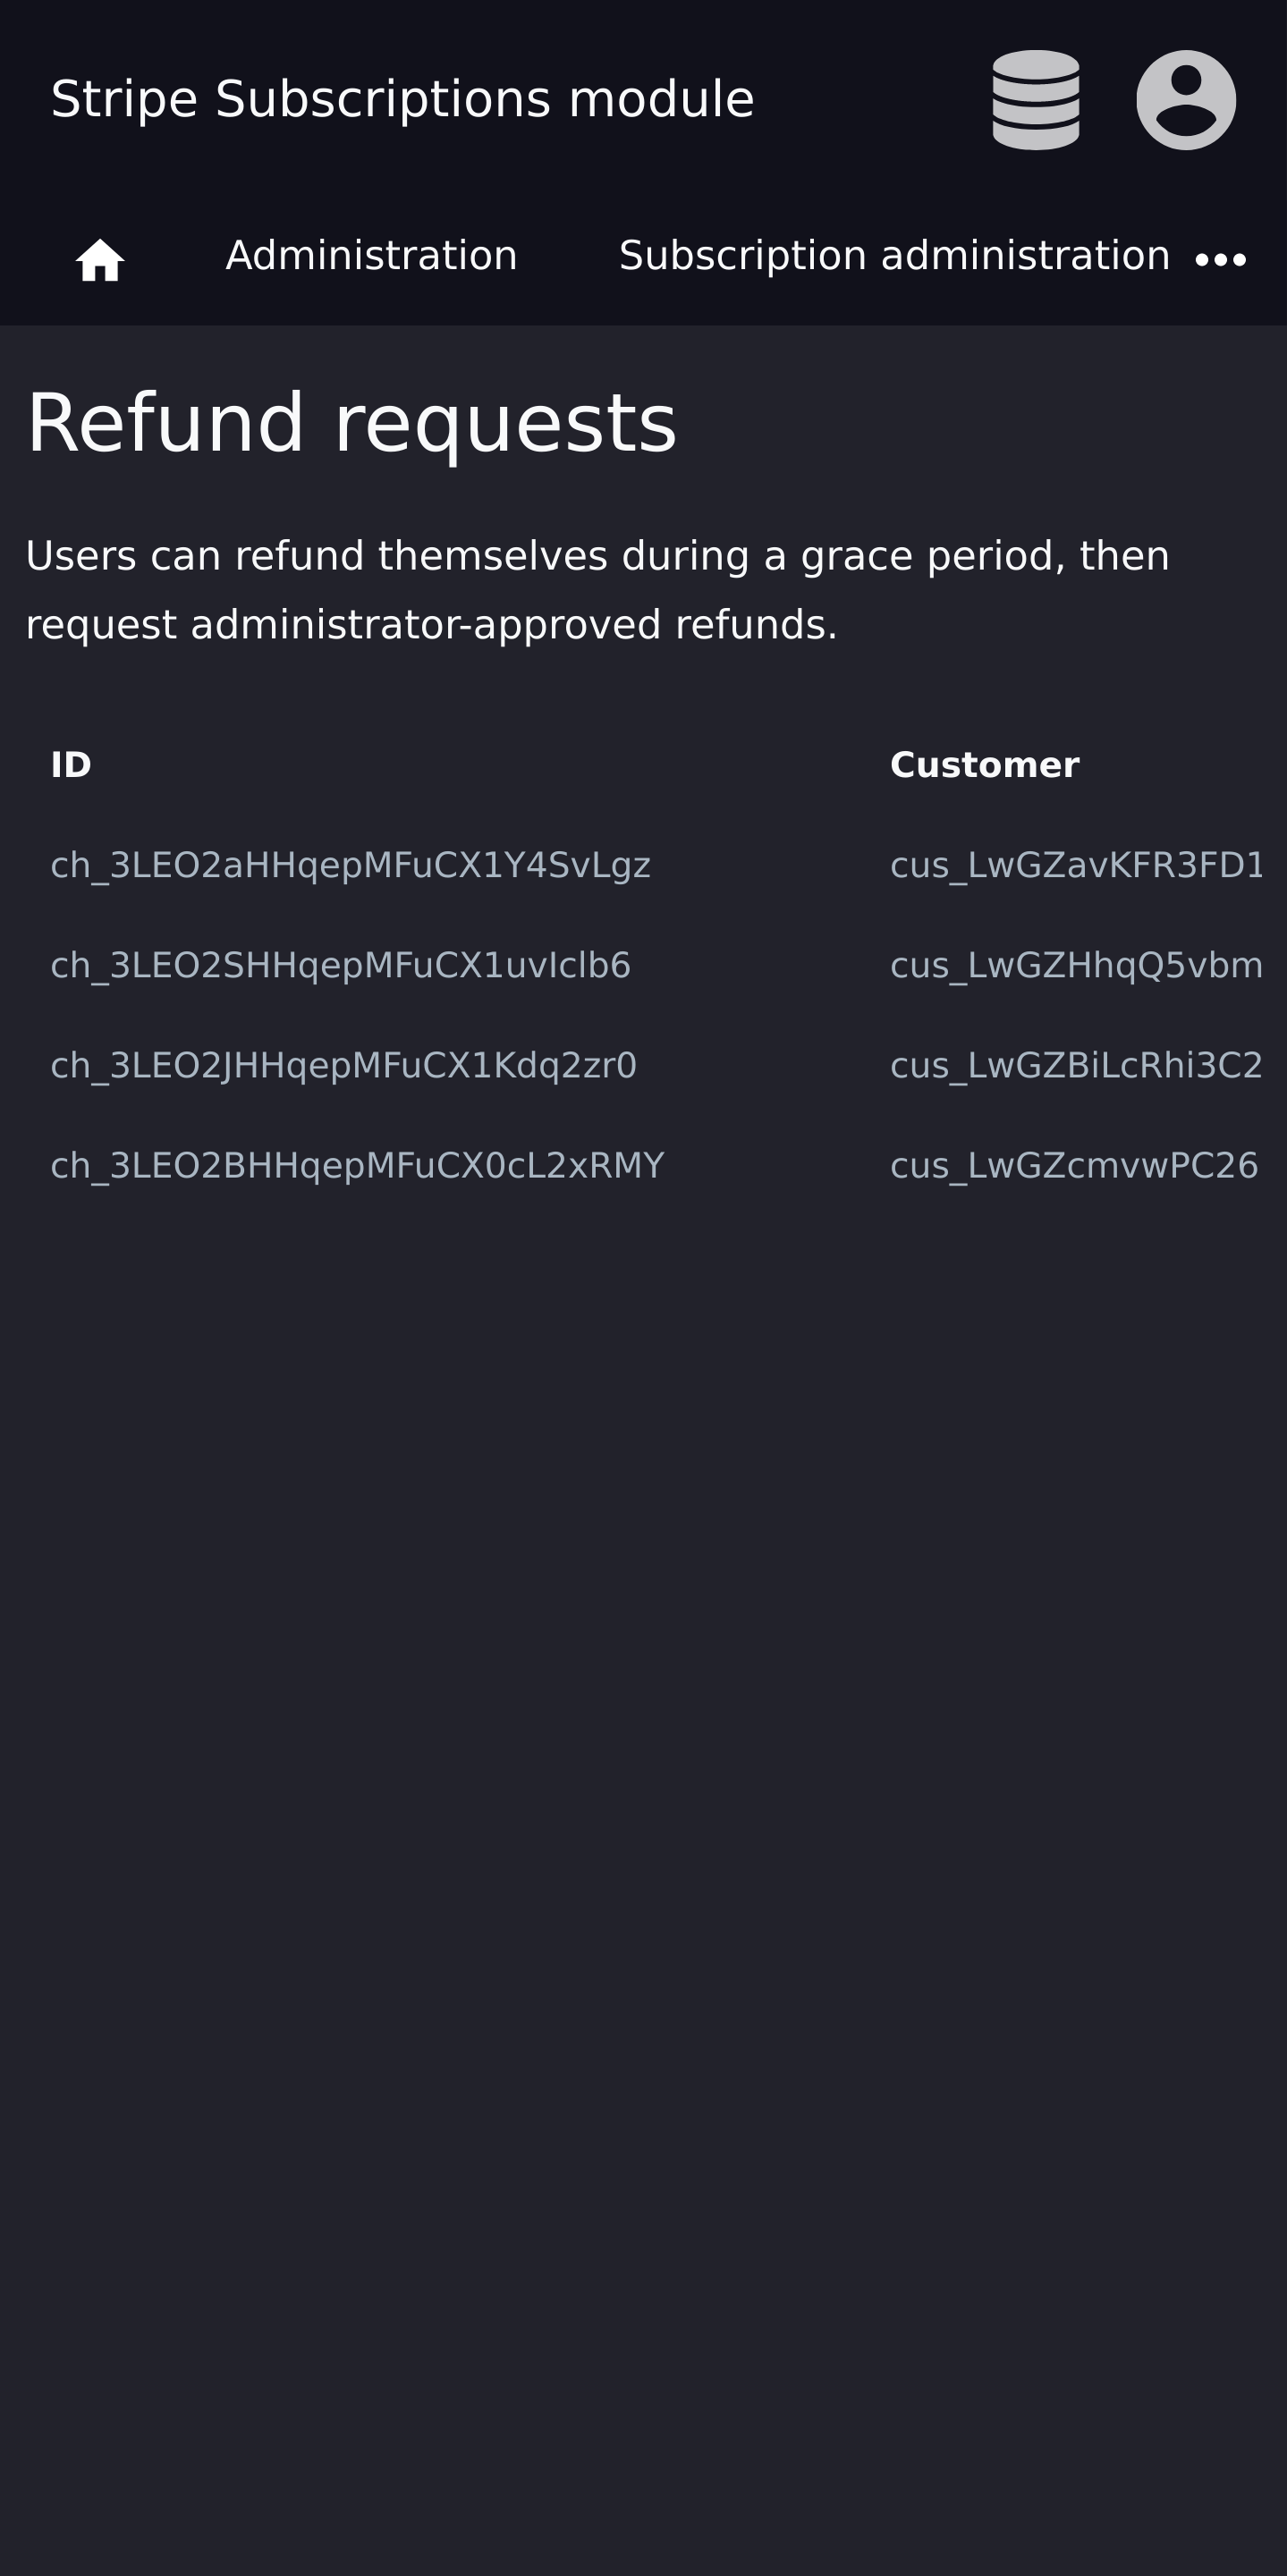 Stripe Subscriptions module
Administration Subscription administration
Refund requests
Users can refund themselves during a grace period, then
request administrator-approved refunds.
ID Customer
ch_3LEO2aHHqepMFuCX1Y4SvLgz cus_LwGZavKFR3FD1
ch_3LEO2SHHqepMFuCX1uvIclb6 cus_LwGZHhqQ5vbm
ch_3LEO2JHHqepMFuCX1Kdq2zr0 cus_LwGZBiLcRhi3C2
ch_3LEO2BHHqepMFuCX0cL2xRMY cus_LwGZcmvwPC26